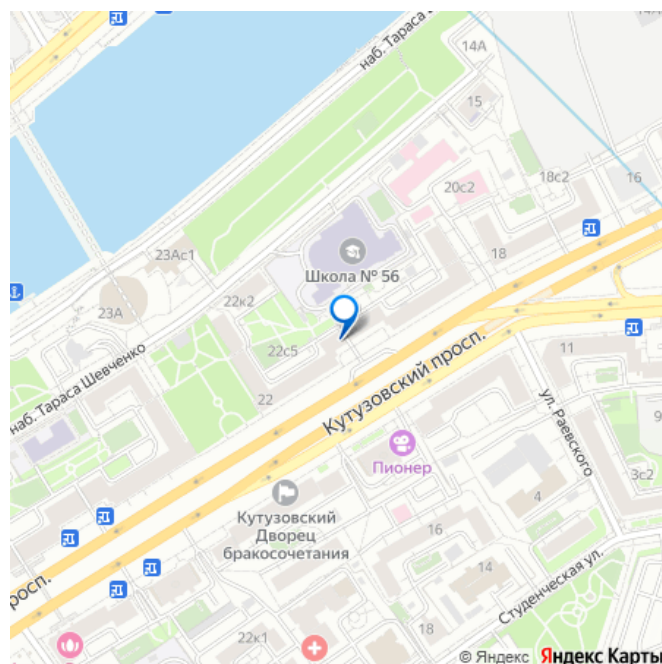 14А
наб. Тараса
14А
15
18с2
16
20с2
23Ас1
Школа № 56
18
23А
22к2
22с5
наб. Тараса Шевченко
11
22
Кутузовский просп.
ул. Раевского
9
Пионер
3с2
4
Кутузовский
Дворец
бракосочетания
16
просп.
14
Студенческая ул.
22к1
18
© Яндекс Яндекс Карты